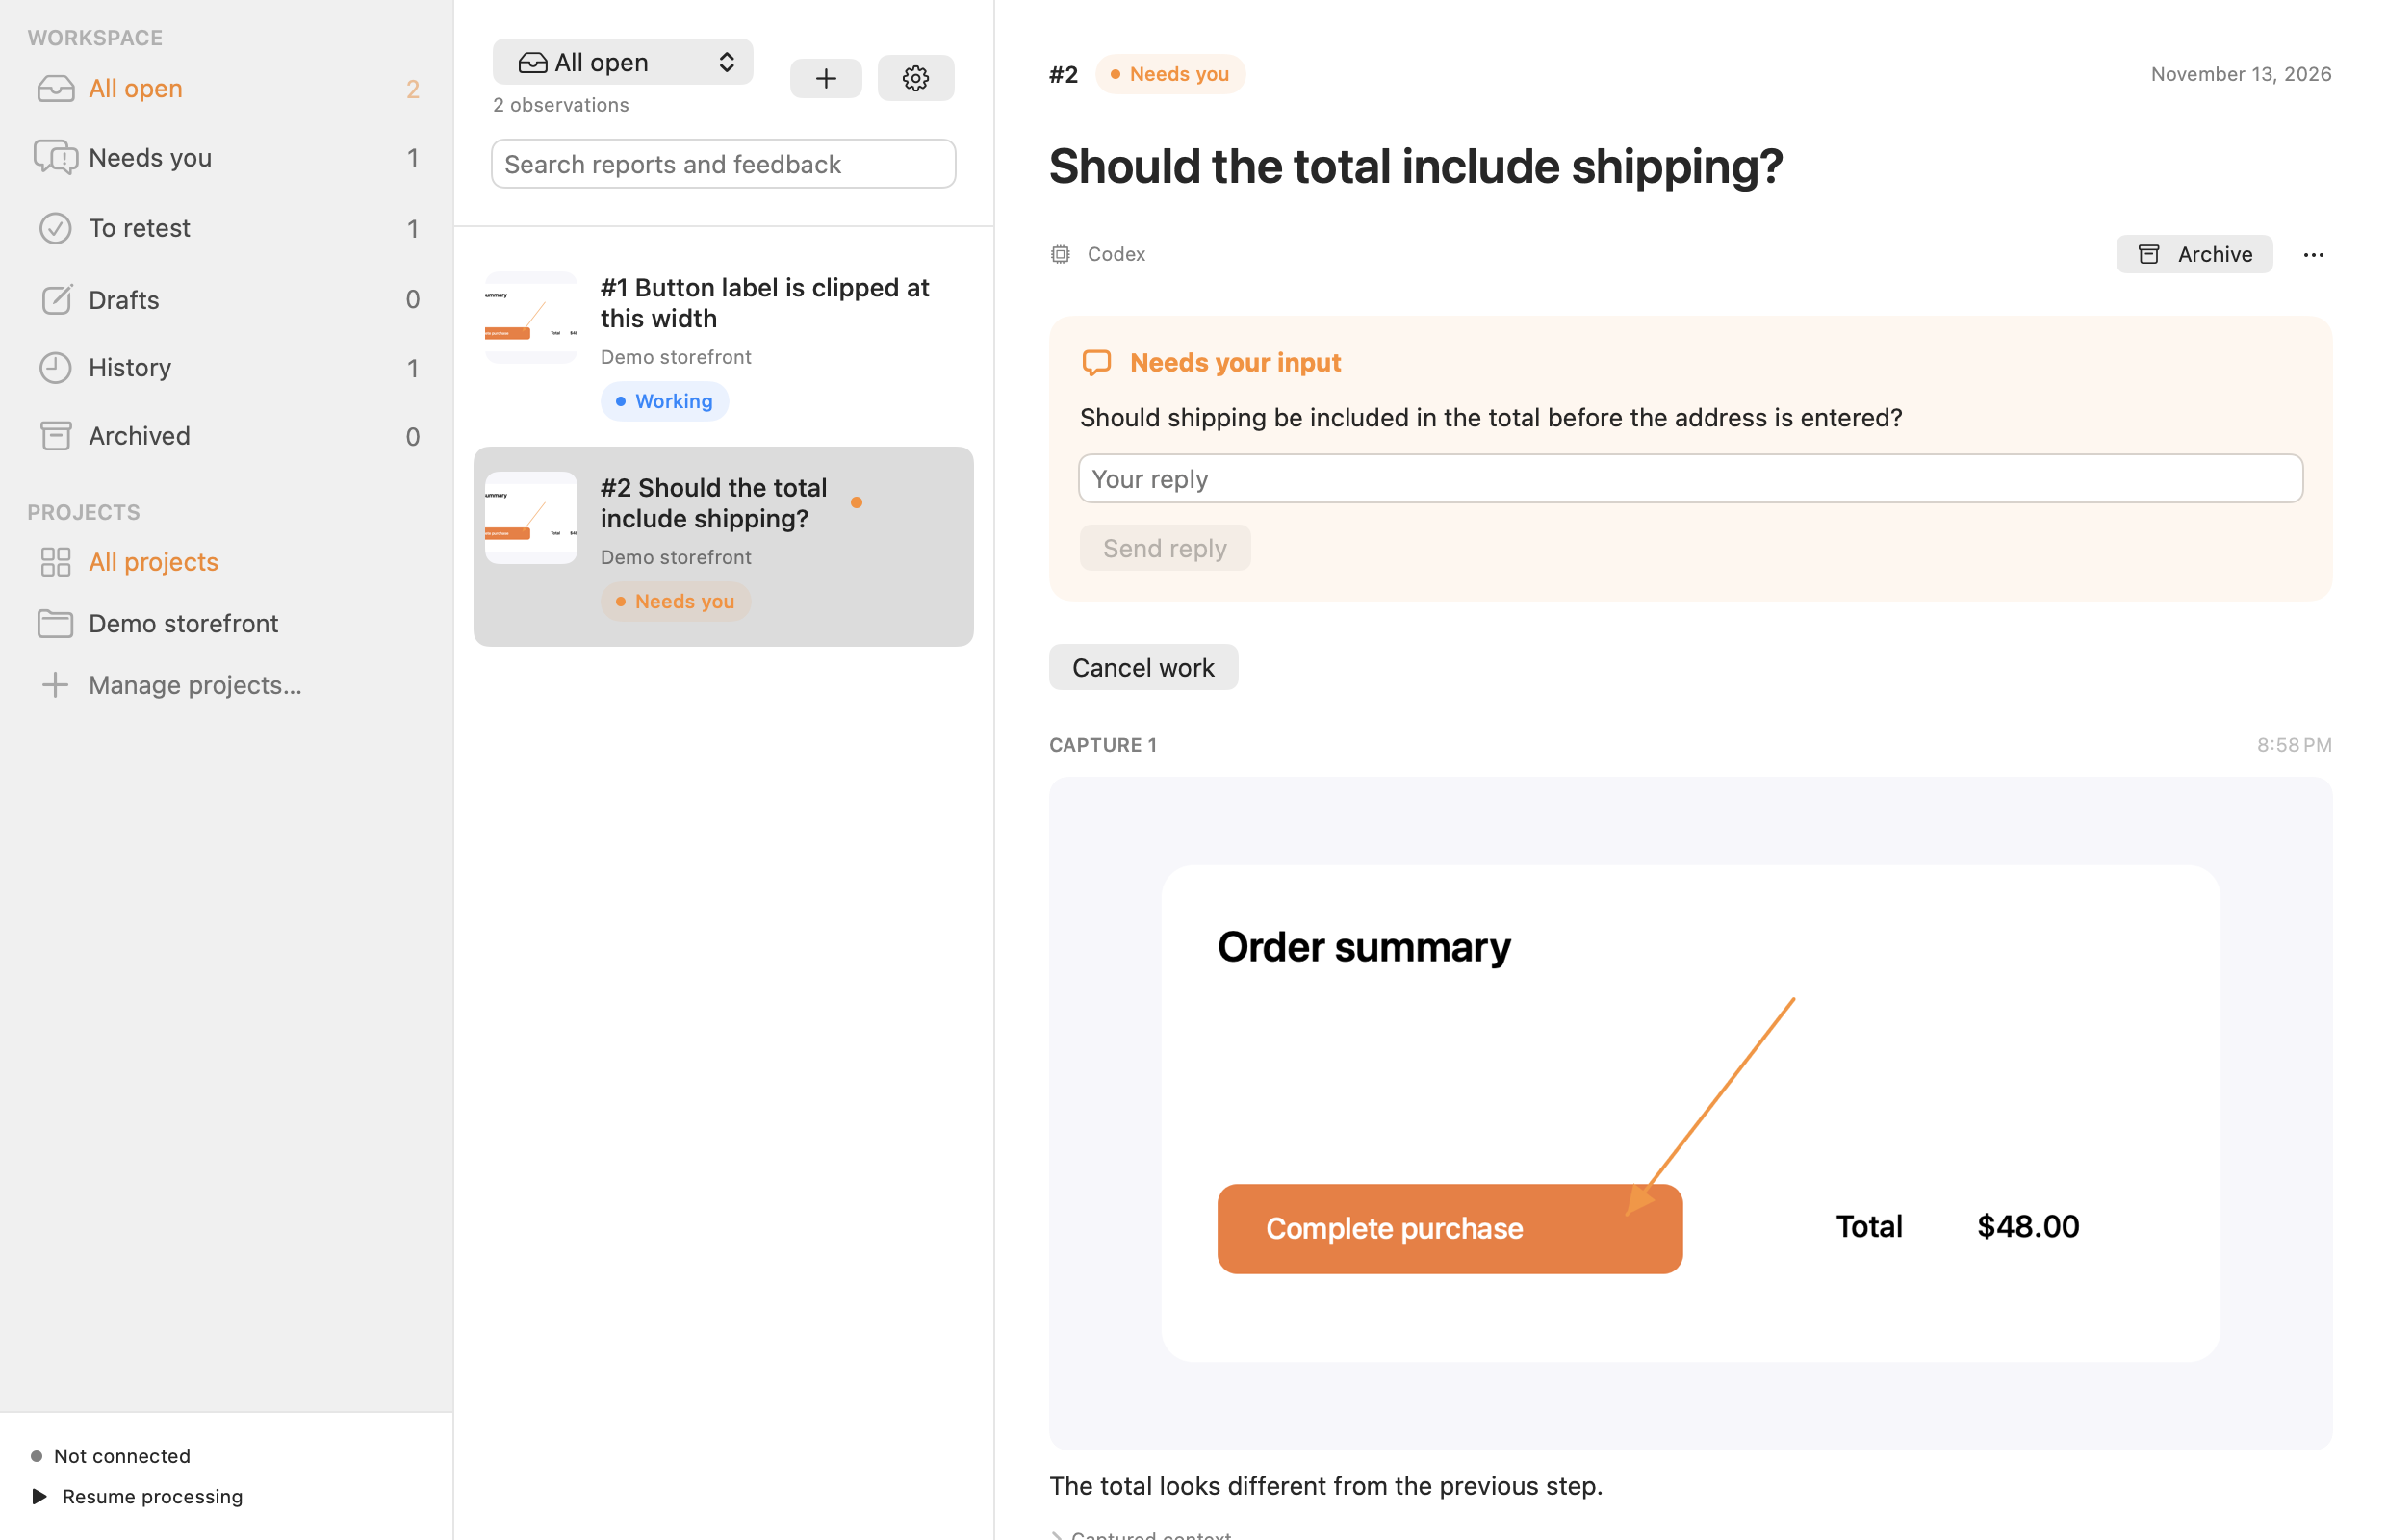 WORKSPACE
All open 2
Needs you 1
To retest 1
Drafts 0
History 1
Archived 0
PROJECTS
All projects
Demo storefront
Manage projects...
Not connected
Resume processing
All open
2 observations
Search reports and feedback
#1 Button label is clipped at
this width
Demo storefront
Working
#2 Should the total
include shipping?
Demo storefront
Needs you
#2 Needs you
November 13, 2026
Should the total include shipping?
Codex
Archive
Needs your input
Should shipping be included in the total before the address is entered?
Your reply
Send reply
Cancel work
CAPTURE 1
8:58 PM
Order summary
Complete purchase
Total $48.00
The total looks different from the previous step.
Captured context